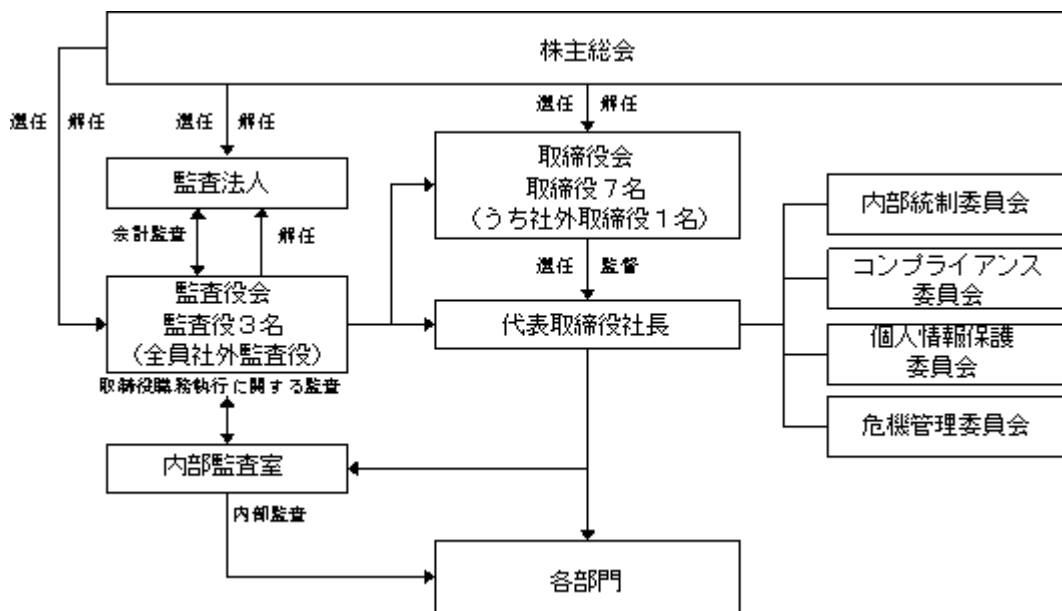 株主総会
選任 解任
選任 解任
選任 解任
監査法人
取締役会
取締役7名
(うち社外取締役1名)
会計監査
解任
選任 監督
監査役会
監査役3名
(全員社外監査役)
取締役職務執行に関する監査
代表取締役社長
内部統制委員会
コンプライアンス
委員会
個人情報保護
委員会
危機管理委員会
内部監査室
内部監査
各部門